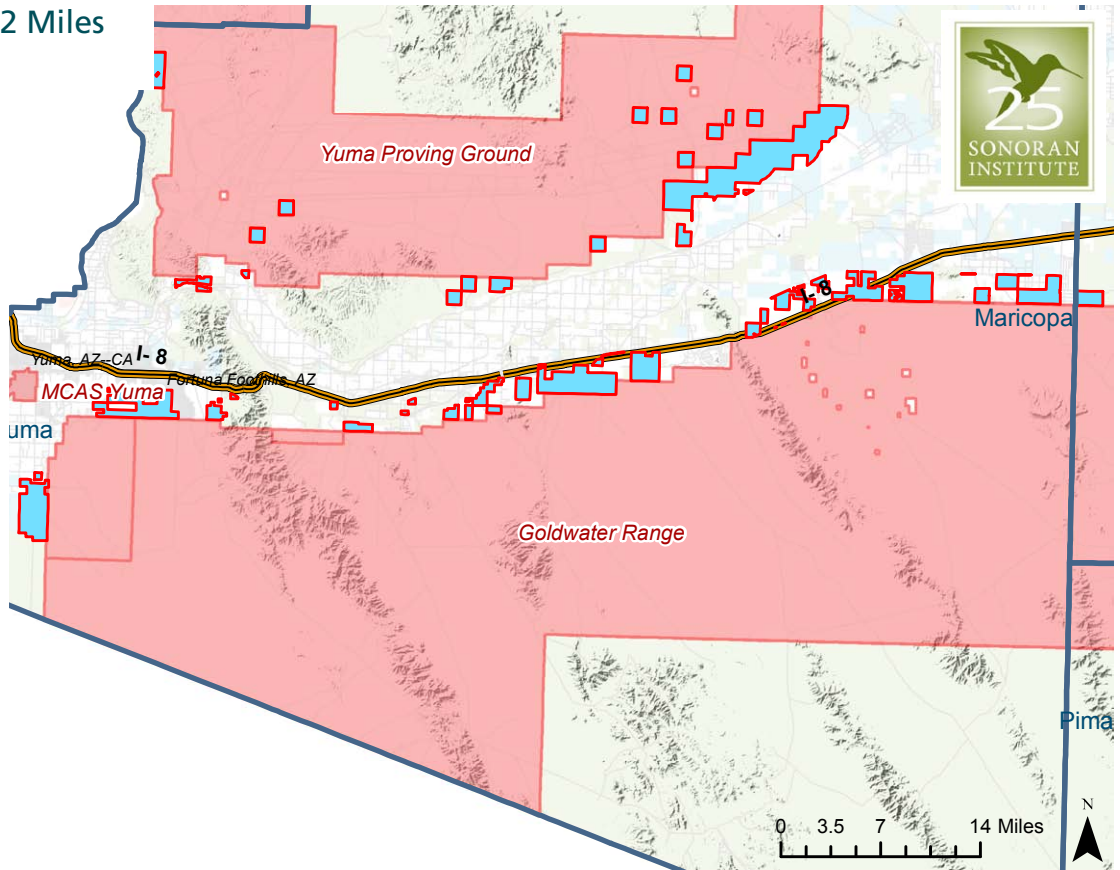 2 Miles
25
SONORAN
INSTITUTE
Yuma Proving Ground
I- 8
Maricopa
Yuma, AZ--CA
I- 8
Fortuna Foothills, AZ
MCAS Yuma
uma
Goldwater Range
Pima
N
0 3.5 7 14 Miles